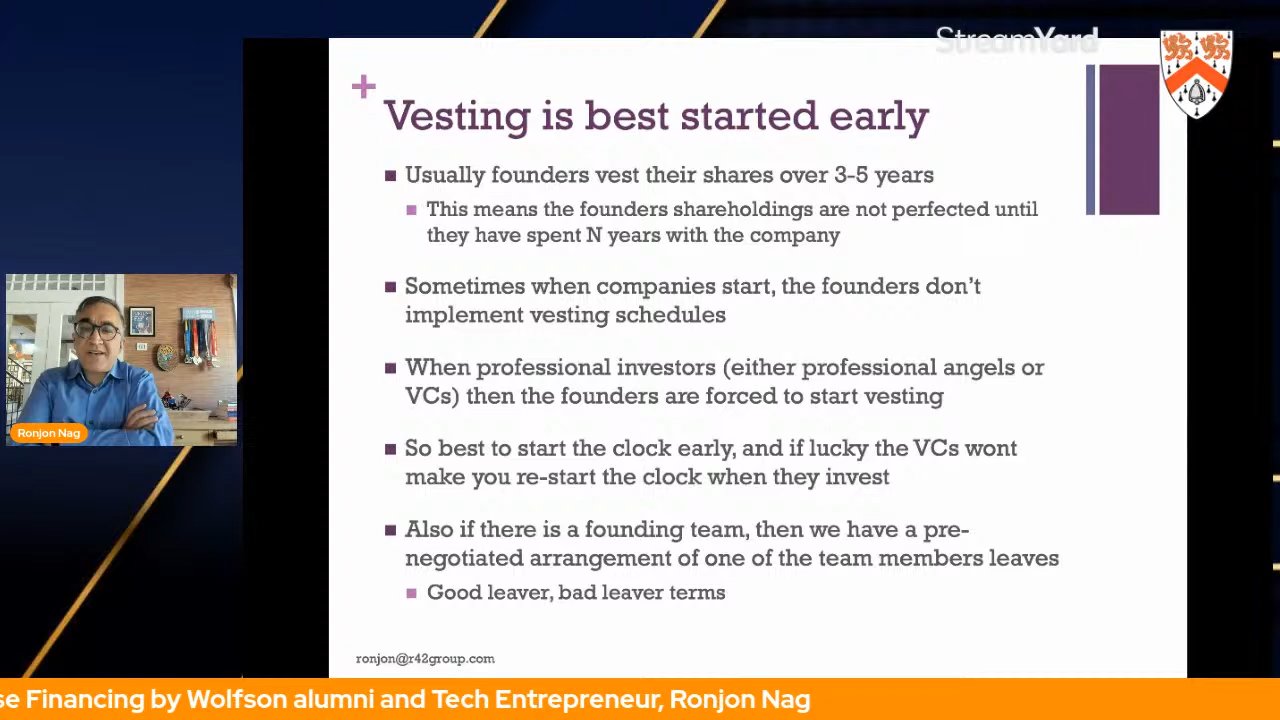 StreamYard
+
Vesting is best started early
Usually founders vest their shares over 3-5 years
This means the founders shareholdings are not perfected until
they have spent N years with the company
Sometimes when companies start, the founders don't
implement vesting schedules
When professional investors (either professional angels or
VCs) then the founders are forced to start vesting
So best to start the clock early, and if lucky the VCs wont
make you re-start the clock when they invest
Also if there is a founding team, then we have a pre-
negotiated arrangement of one of the team members leaves
Good leaver, bad leaver terms
ronjon@r42group.com
Ronjon Nag
se Financing by Wolfson alumni and Tech Entrepreneur, Ronjon Nag